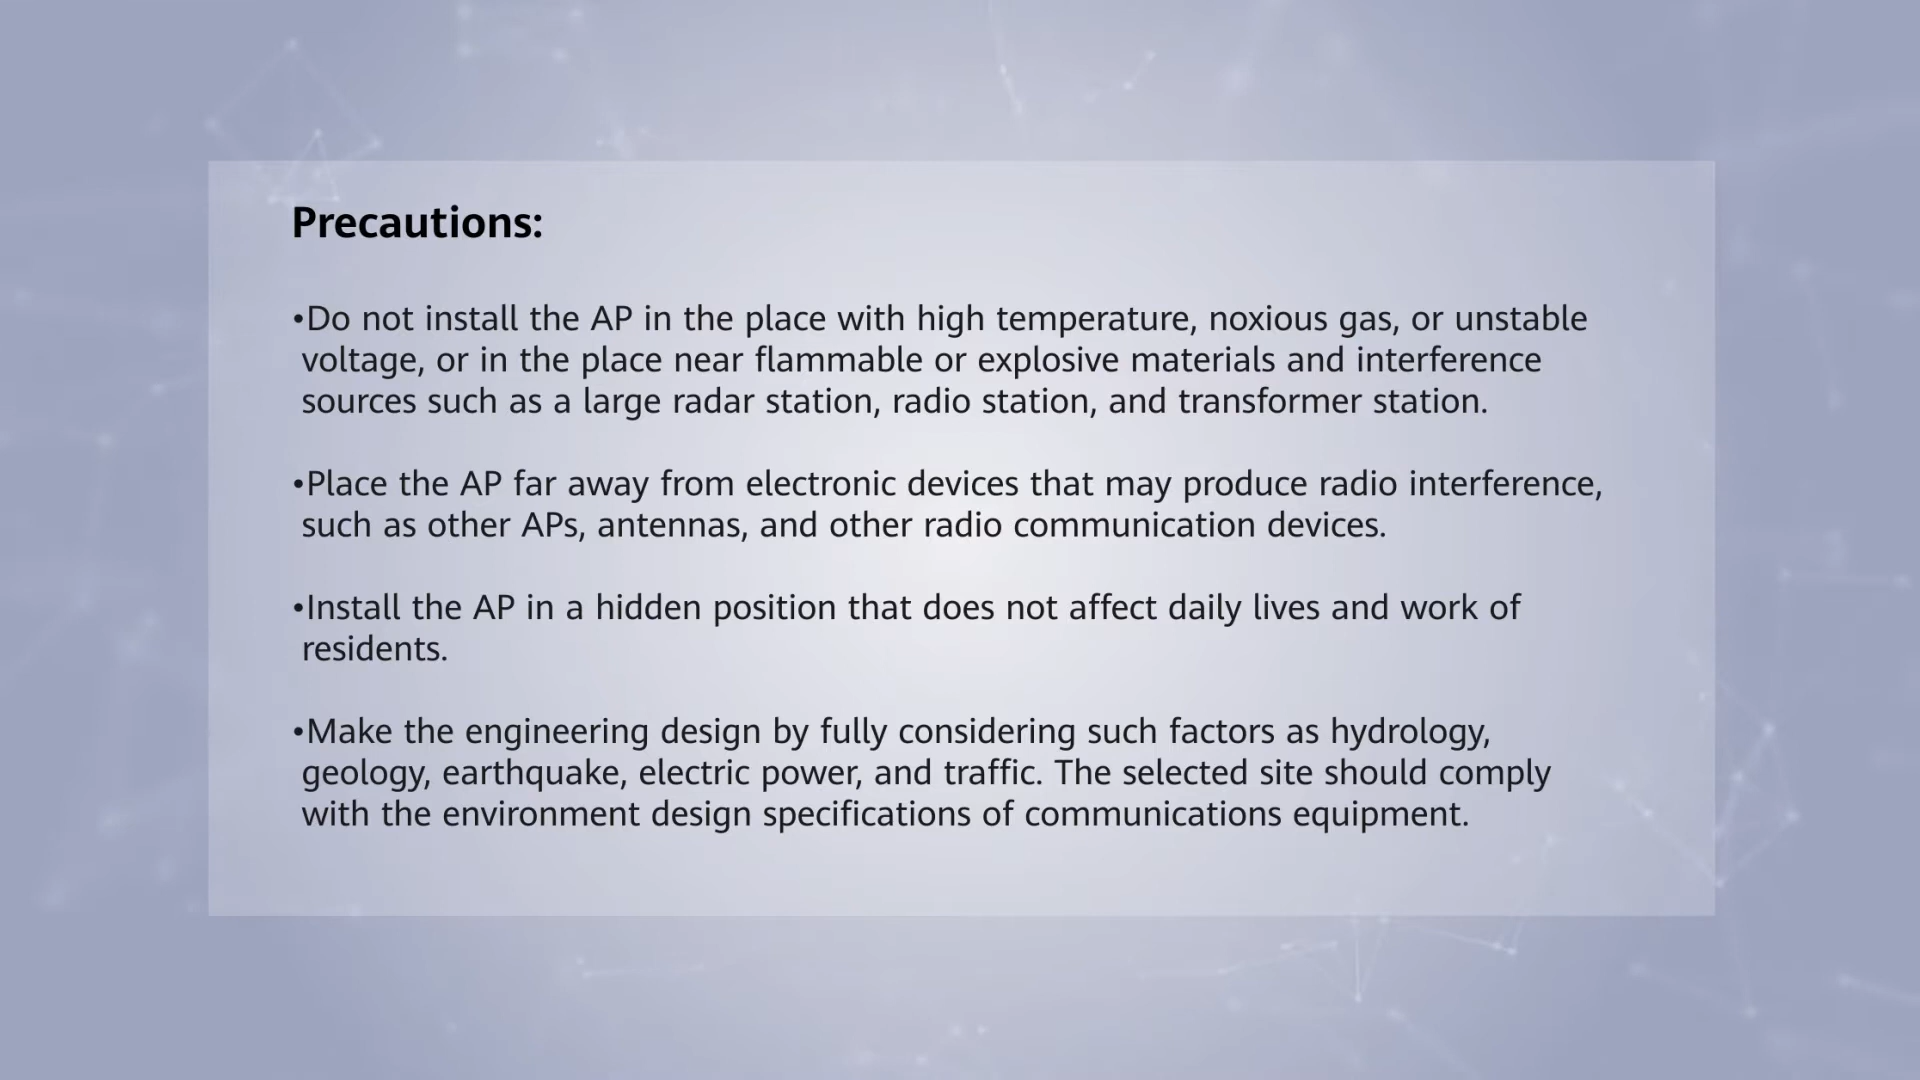 Precautions:
•Do not install the AP in the place with high temperature, noxious gas, or unstable
voltage, or in the place near flammable or explosive materials and interference
sources such as a large radar station, radio station, and transformer station.
•Place the AP far away from electronic devices that may produce radio interference,
such as other APs, antennas, and other radio communication devices.
•Install the AP in a hidden position that does not affect daily lives and work of
residents.
•Make the engineering design by fully considering such factors as hydrology,
geology, earthquake, electric power, and traffic. The selected site should comply
with the environment design specifications of communications equipment.